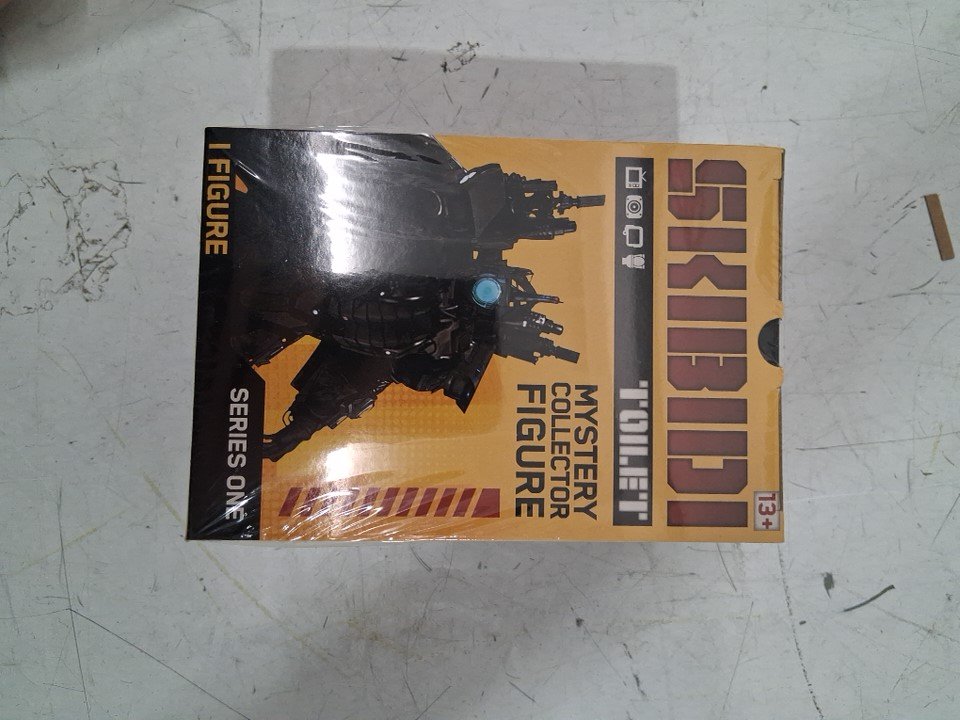 13+
SKIBIDI
TOILET
MYSTERY
COLLECTOR
FIGURE
1 FIGURE
SERIES ONE